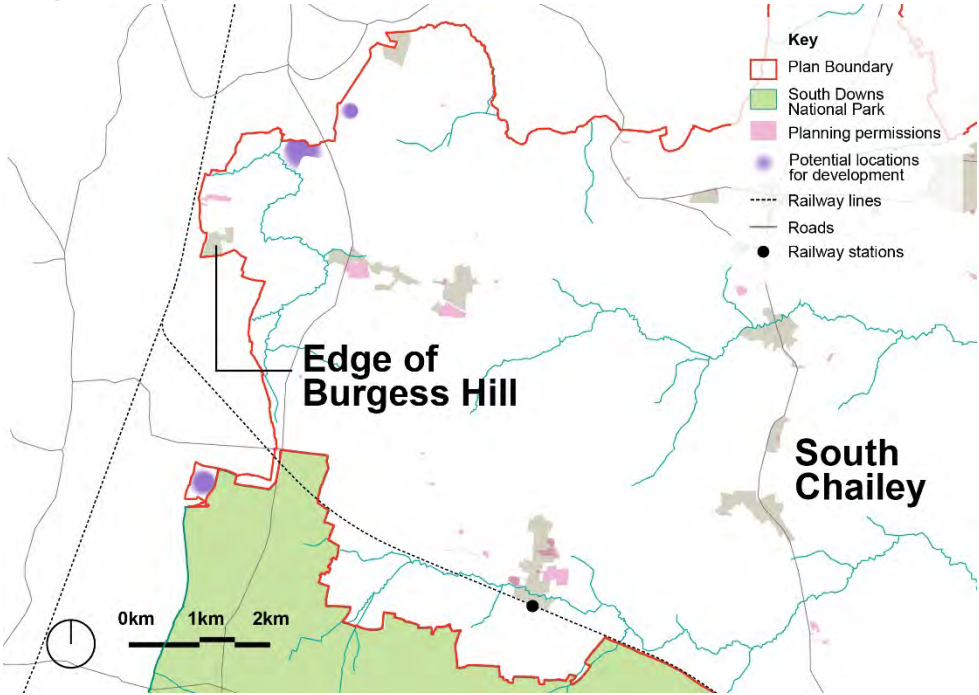 Key
Plan Boundary
South Downs
National Park
Planning permissions
Potential locations
for development
Railway lines
Roads
Railway stations
Edge of
Burgess Hill
South
Chailey
0km 1km 2km